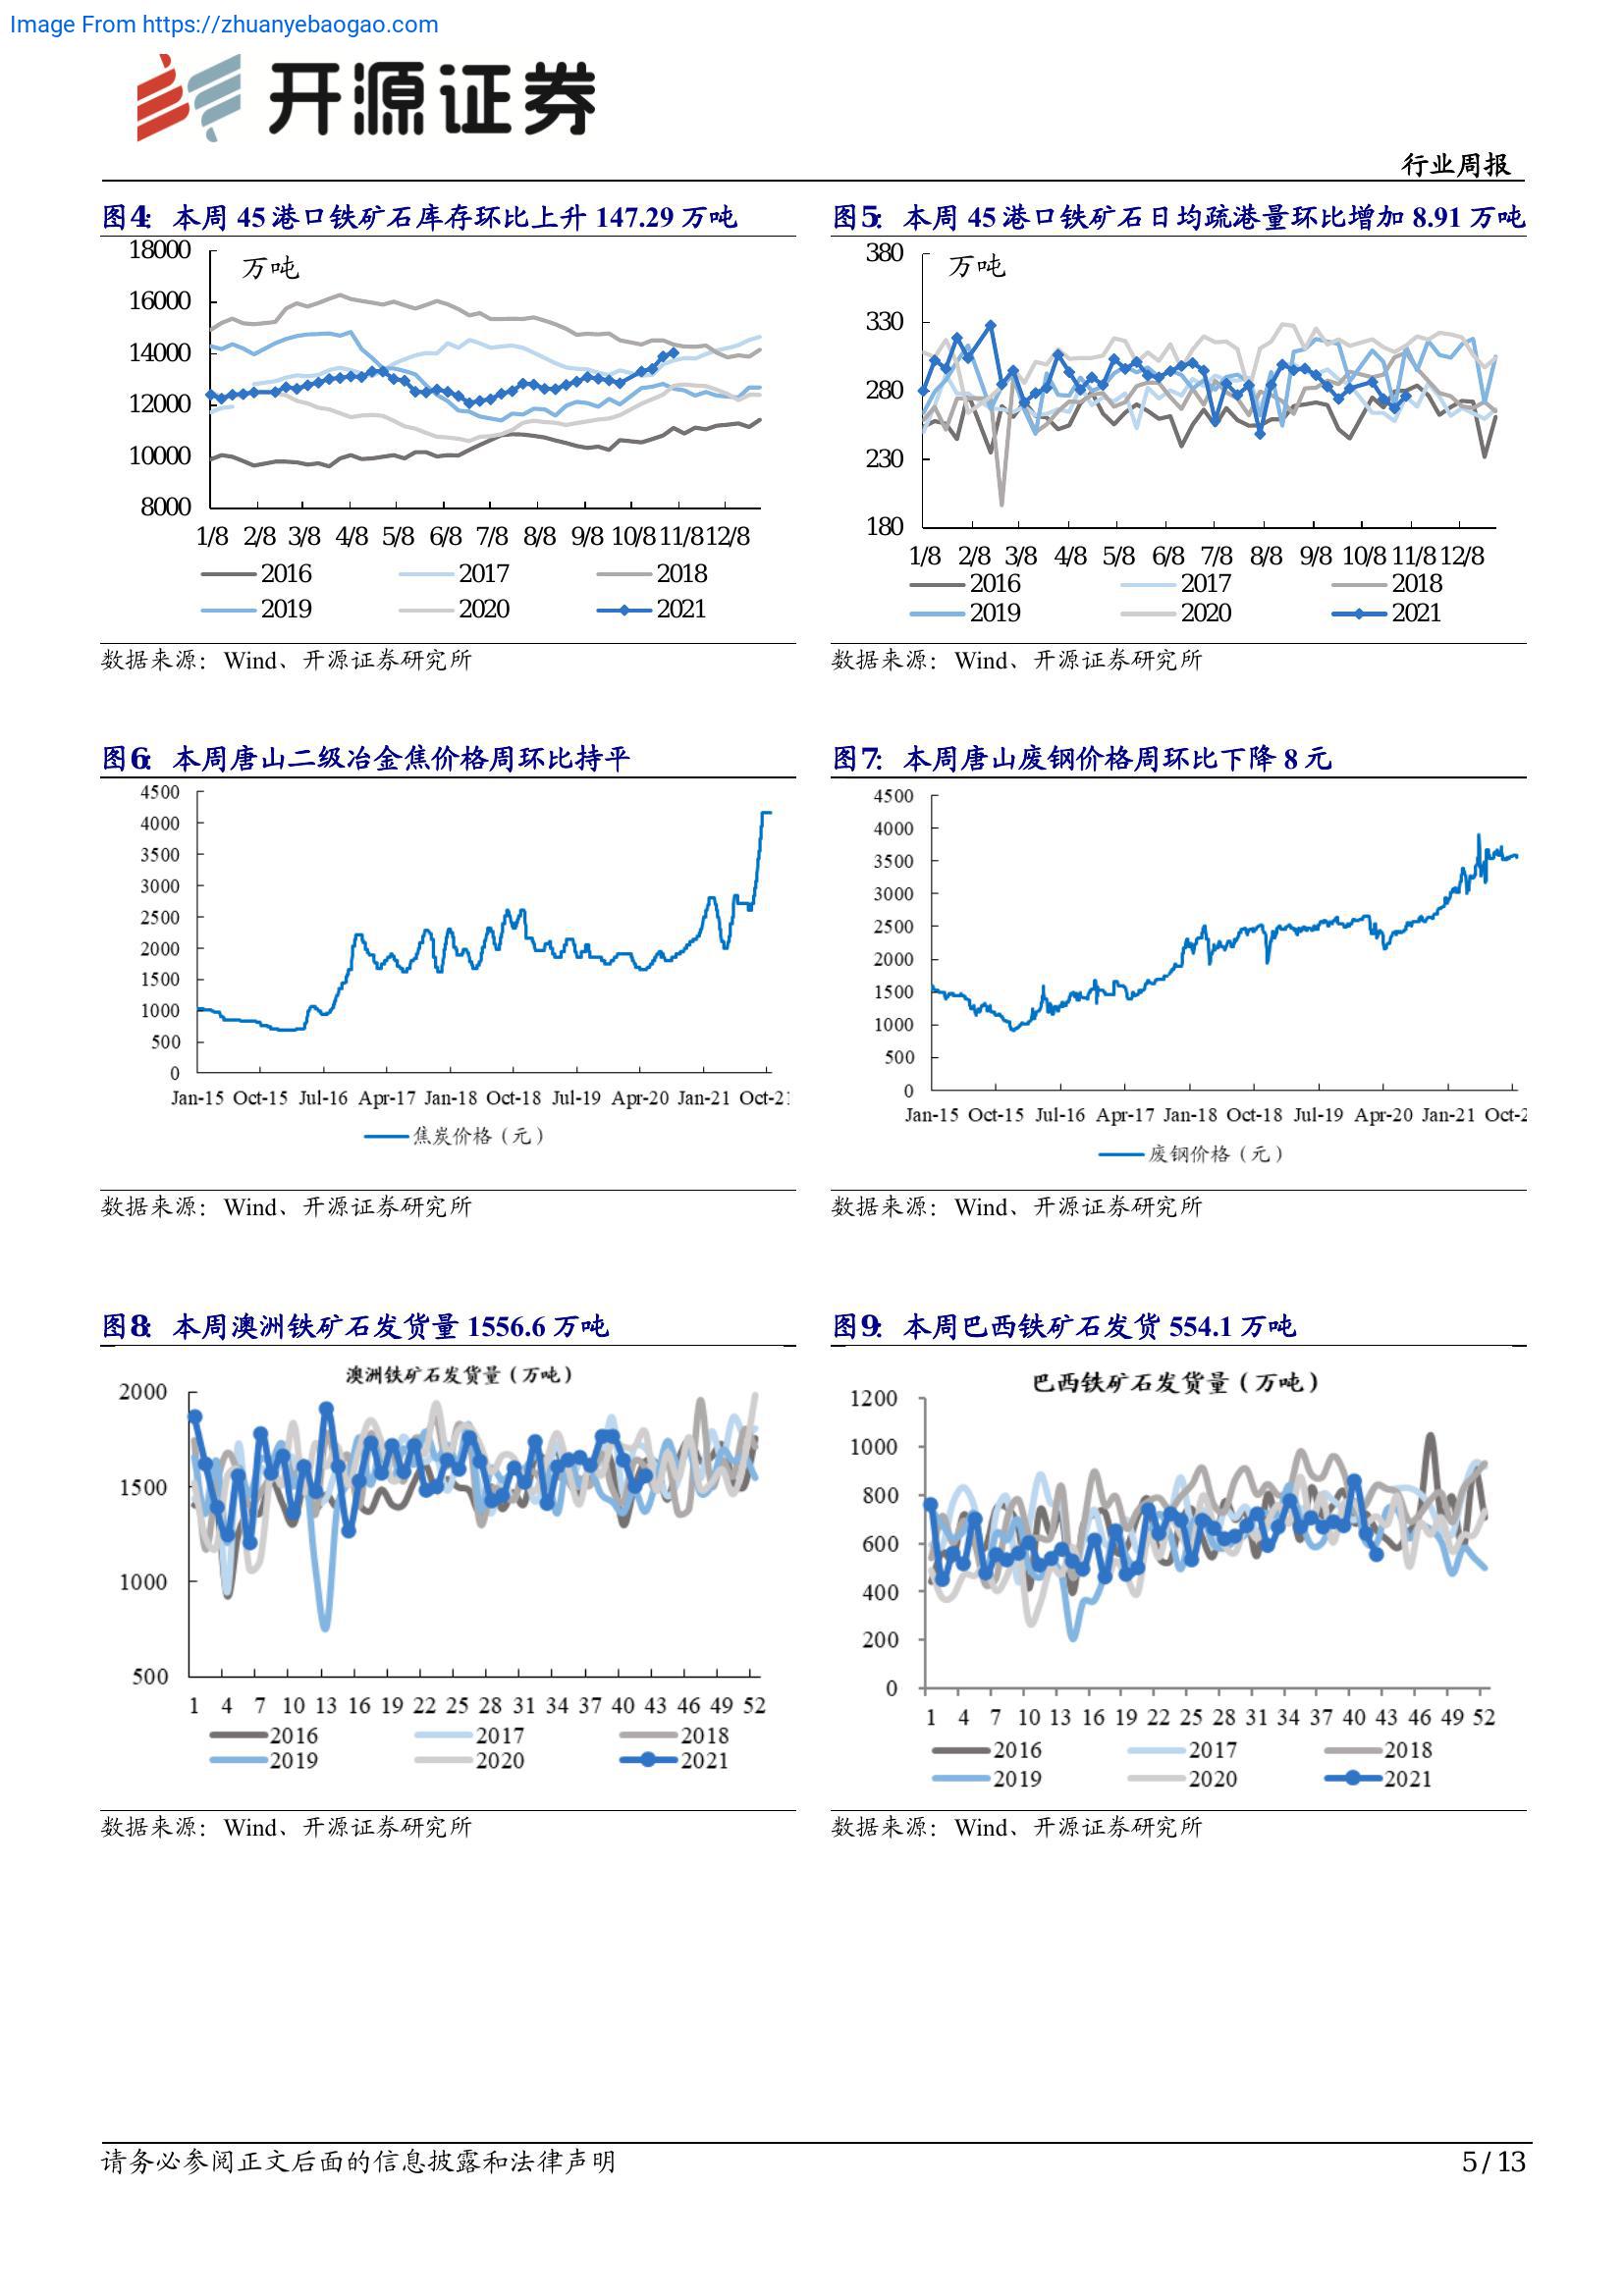 Image From https://zhuanyebaogao.com
开源证券
行业周报
图4： 本周 45 港口铁矿石库存环比上升 147.29 万吨
18000
万吨
16000
14000
12000
10000
8000
1/8 2/8 3/8 4/8 5/8 6/8 7/8 8/8 9/8 10/8 11/8 12/8
2016 2017 2018
2019 2020 2021
数据来源：Wind、开源证券研究所
图5： 本周 45 港口铁矿石日均疏港量环比增加 8.91 万吨
380
万吨
330
280
230
180
1/8 2/8 3/8 4/8 5/8 6/8 7/8 8/8 9/8 10/8 11/8 12/8
2016 2017 2018
2019 2020 2021
数据来源：Wind、开源证券研究所
图6： 本周唐山二级冶金焦价格周环比持平
4500
4000
3500
3000
2500
2000
1500
1000
500
0
Jan-15 Oct-15 Jul-16 Apr-17 Jan-18 Oct-18 Jul-19 Apr-20 Jan-21 Oct-21
焦炭价格（元）
数据来源：Wind、开源证券研究所
图7： 本周唐山废钢价格周环比下降 8 元
4500
4000
3500
3000
2500
2000
1500
1000
500
0
Jan-15 Oct-15 Jul-16 Apr-17 Jan-18 Oct-18 Jul-19 Apr-20 Jan-21 Oct-2
废钢价格（元）
数据来源：Wind、开源证券研究所
图8： 本周澳洲铁矿石发货量 1556.6 万吨
澳洲铁矿石发货量（万吨）
2000
1500
1000
500
1 4 7 10 13 16 19 22 25 28 31 34 37 40 43 46 49 52
2016 2017 2018
2019 2020 2021
数据来源：Wind、开源证券研究所
图9： 本周巴西铁矿石发货 554.1 万吨
巴西铁矿石发货量（万吨）
1200
1000
800
600
400
200
0
1 4 7 10 13 16 19 22 25 28 31 34 37 40 43 46 49 52
2016 2017 2018
2019 2020 2021
数据来源：Wind、开源证券研究所
请务必参阅正文后面的信息披露和法律声明
5 / 13